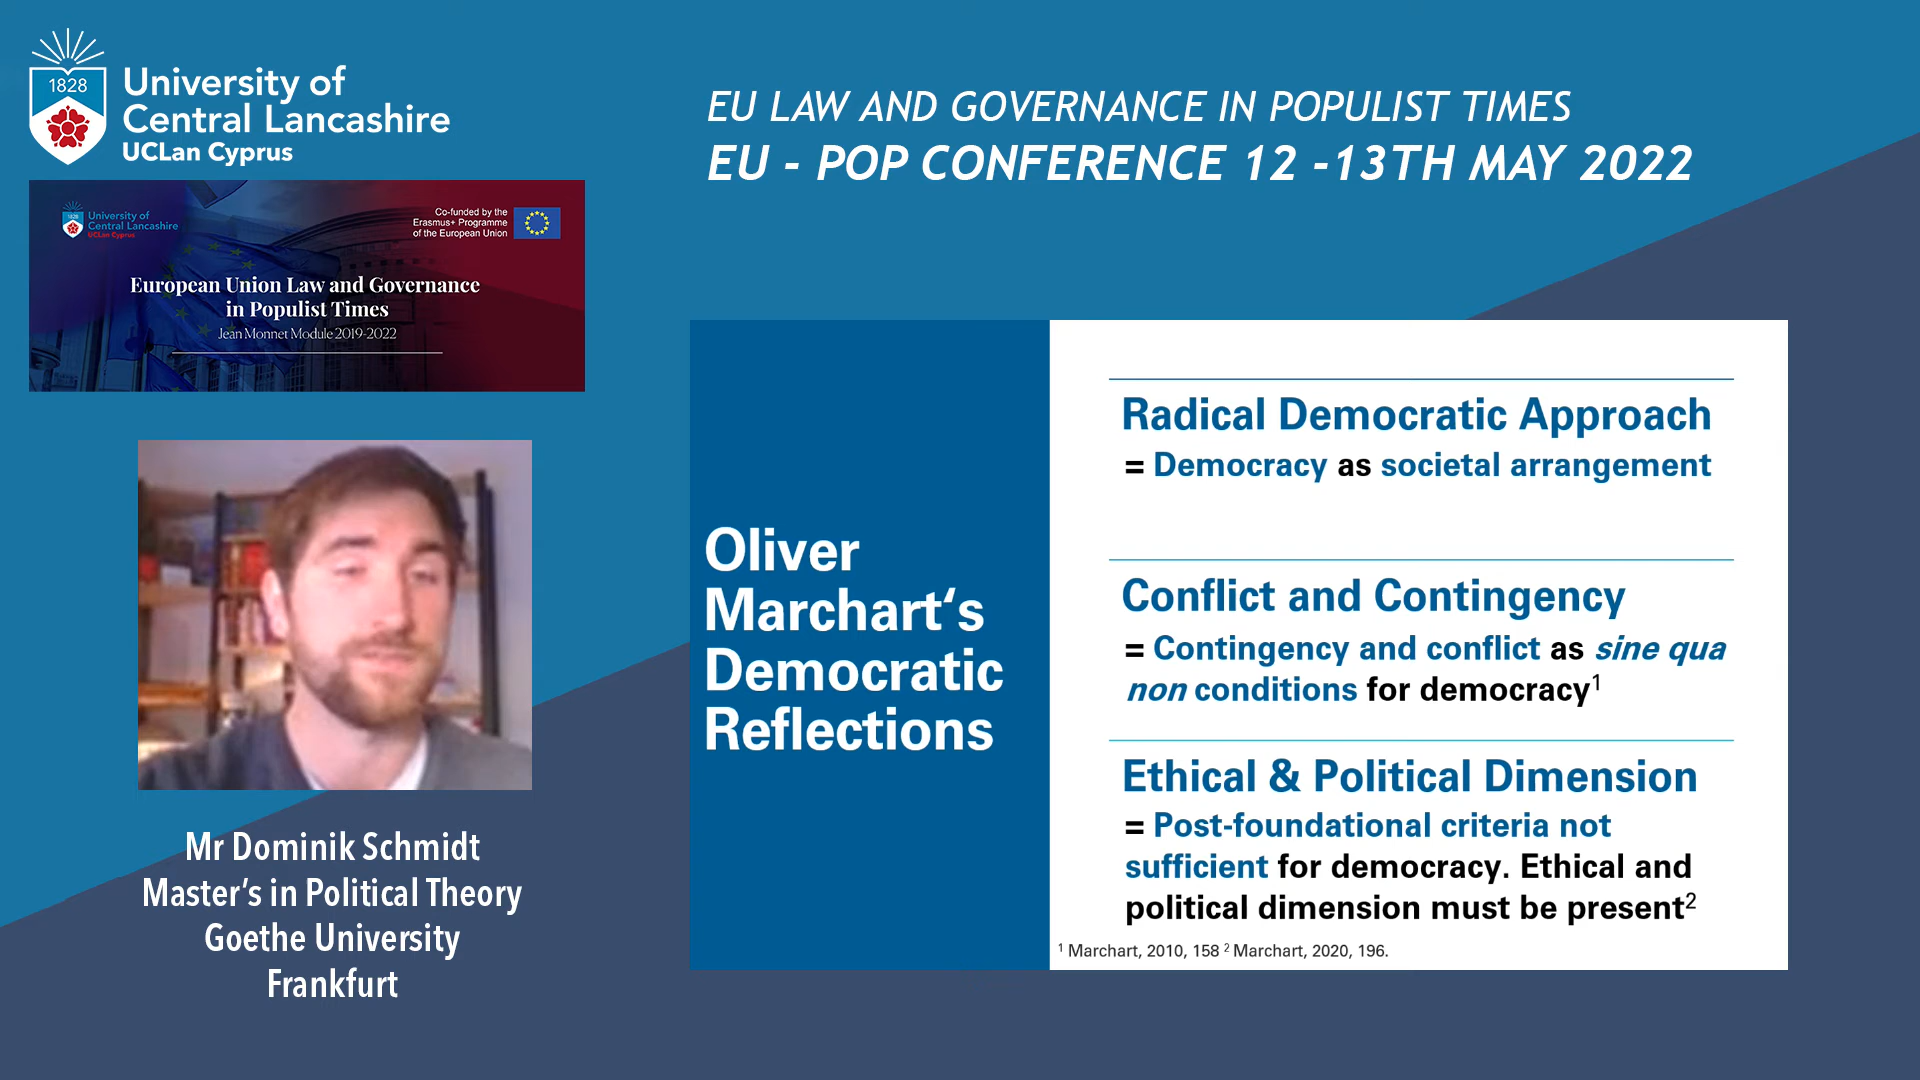 1828
University of
Central Lancashire
UCLan Cyprus
EU LAW AND GOVERNANCE IN POPULIST TIMES
EU - POP CONFERENCE 12 -13TH MAY 2022
1828
University of
Central Lancashire
UCLan Cyprus
Co-funded by the
Erasmus+ Programme
of the European Union
European Union Law and Governance
in Populist Times
Jean Monnet Module 2019-2022
Mr Dominik Schmidt
Master’s in Political Theory
Goethe University
Frankfurt
Oliver
Marchart‘s
Democratic
Reflections
Radical Democratic Approach
= Democracy as societal arrangement
Conflict and Contingency
= Contingency and conflict as sine qua
non conditions for democracy¹
Ethical & Political Dimension
= Post-foundational criteria not
sufficient for democracy. Ethical and
political dimension must be present²
¹ Marchart, 2010, 158 ² Marchart, 2020, 196.